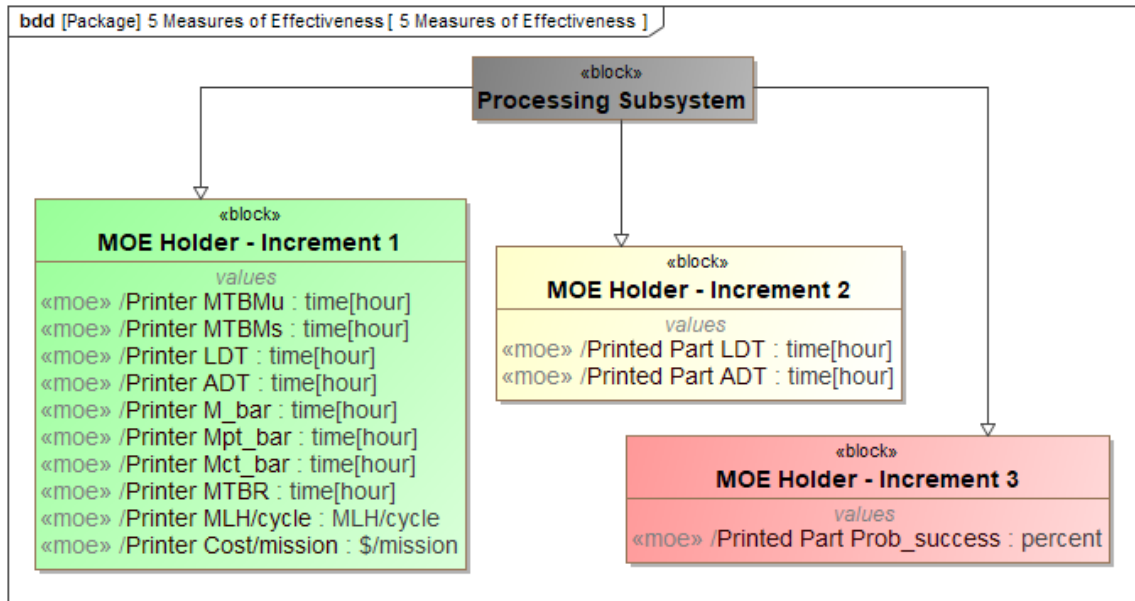 bdd [Package] 5 Measures of Effectiveness [ 5 Measures of Effectiveness ]
«block»
Processing Subsystem
«block»
MOE Holder - Increment 1
values
«moe» /Printer MTBMu : time[hour]
«moe» /Printer MTBMs : time[hour]
«moe» /Printer LDT : time[hour]
«moe» /Printer ADT : time[hour]
«moe» /Printer M_bar : time[hour]
«moe» /Printer Mpt_bar : time[hour]
«moe» /Printer Mct_bar : time[hour]
«moe» /Printer MTBR : time[hour]
«moe» /Printer MLH/cycle : MLH/cycle
«moe» /Printer Cost/mission : $/mission
«block»
MOE Holder - Increment 2
values
«moe» /Printed Part LDT : time[hour]
«moe» /Printed Part ADT : time[hour]
«block»
MOE Holder - Increment 3
values
«moe» /Printed Part Prob_success : percent